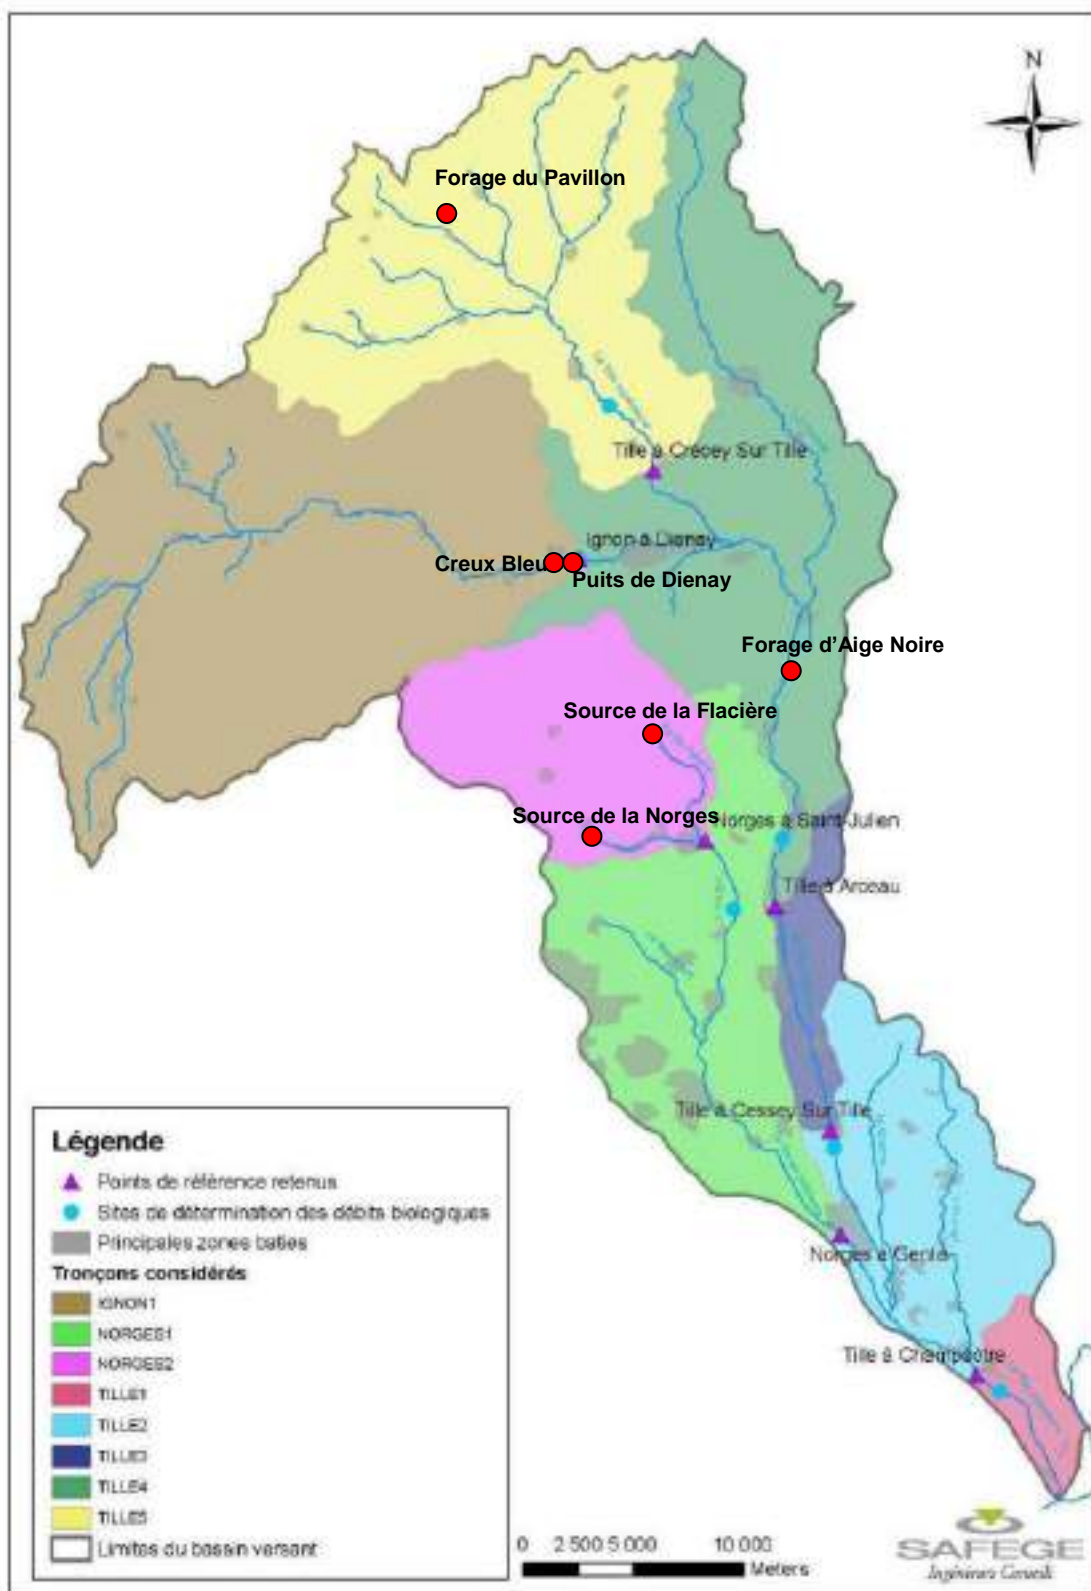 N
Forage du Pavillon
Tille à Crécey Sur Tille
Ignon à Dienay
Creux Bleu
Puits de Dienay
Forage d'Aige Noire
Source de la Flacière
Source de la Norges
Norges à Saint-Julien
Tille à Arceau
Tille à Cessey Sur Tille
Norges à Genlis
Tille à Champdotre
Légende
Points de référence retenus
Sites de détermination des débits biologiques
Principales zones baties
Tronçons considérés
IGNON1
NORGES1
NORGES2
TILLE1
TILLE2
TILLE3
TILLE4
TILLE5
Limites du bassin versant
0 2 500 5 000 10 000
Meters
SAFEGE
Ingénieurs Conseils